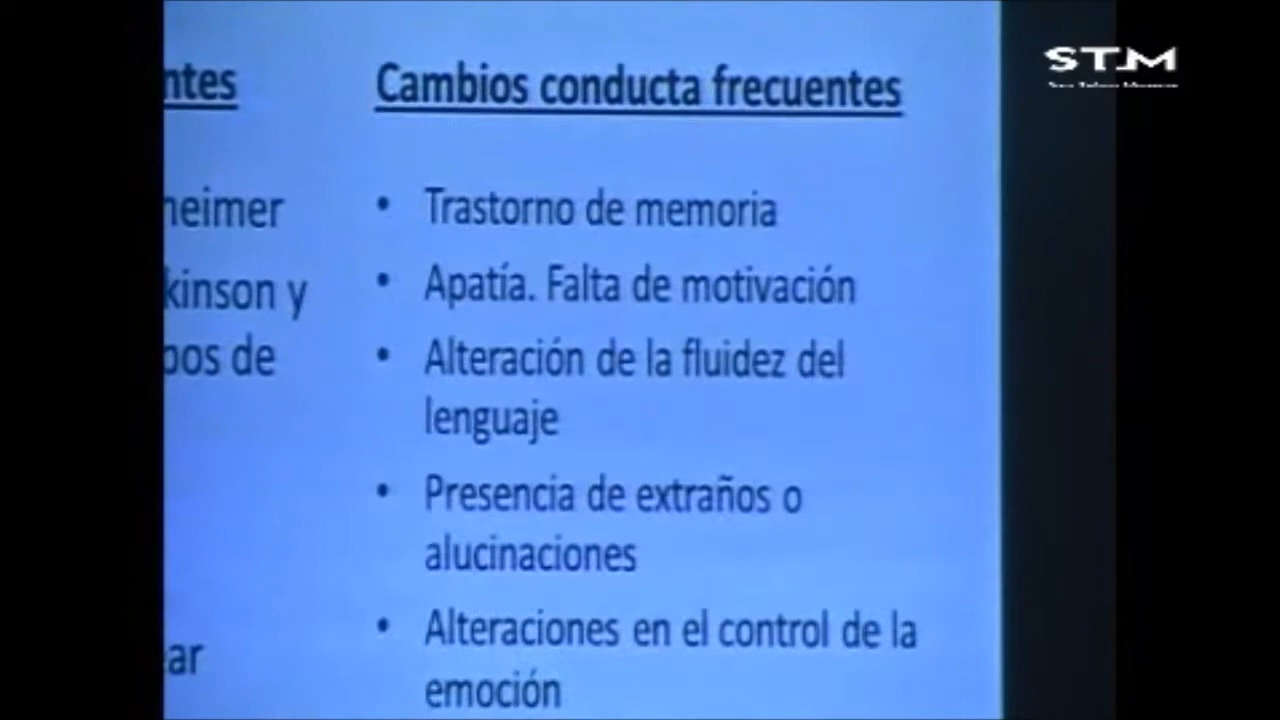 STM
ntes
Cambios conducta frecuentes
heimer
• Trastorno de memoria
kinson y
• Apatía. Falta de motivación
pos de
• Alteración de la fluidez del
lenguaje
• Presencia de extraños o
alucinaciones
• Alteraciones en el control de la
ar
emoción